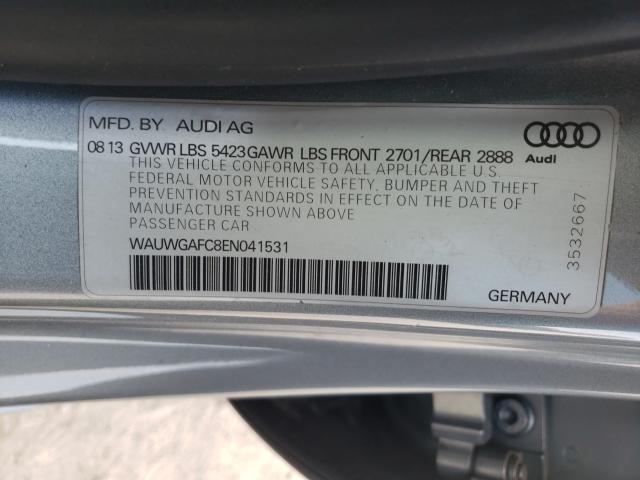 MFD. BY AUDI AG
08 13 GVWR LBS 5423 GAWR LBS FRONT 2701/REAR 2888
Audi
THIS VEHICLE CONFORMS TO ALL APPLICABLE U.S.
FEDERAL MOTOR VEHICLE SAFETY, BUMPER AND THEFT
PREVENTION STANDARDS IN EFFECT ON THE DATE OF
MANUFACTURE SHOWN ABOVE
PASSENGER CAR
WAUWGAFC8EN041531
GERMANY
3532667